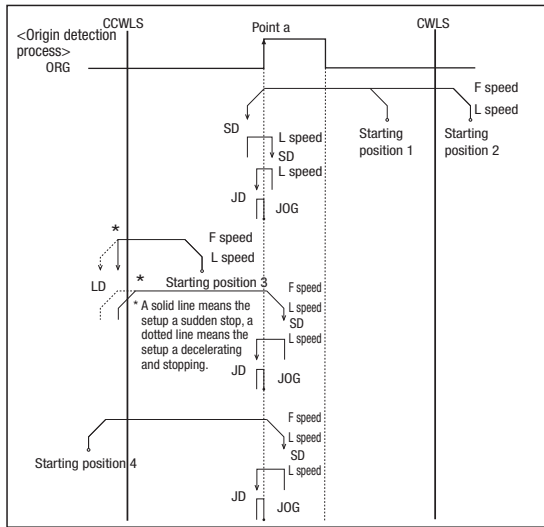 CCWLS
Point a
CWLS
<Origin detection
process>
ORG
F speed
L speed
SD
L speed
Starting
position 1
Starting
position 2
SD
L speed
JD
JOG
*
F speed
L speed
*
LD
Starting position 3
F speed
* A solid line means the
setup a sudden stop, a
dotted line means the
setup a decelerating
and stopping.
L speed
SD
L speed
JD
JOG
F speed
L speed
Starting position 4
SD
L speed
JD
JOG